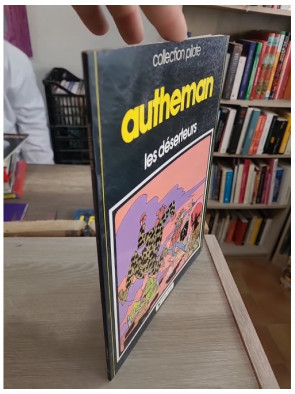 collection pilote
autheman
les déserteurs